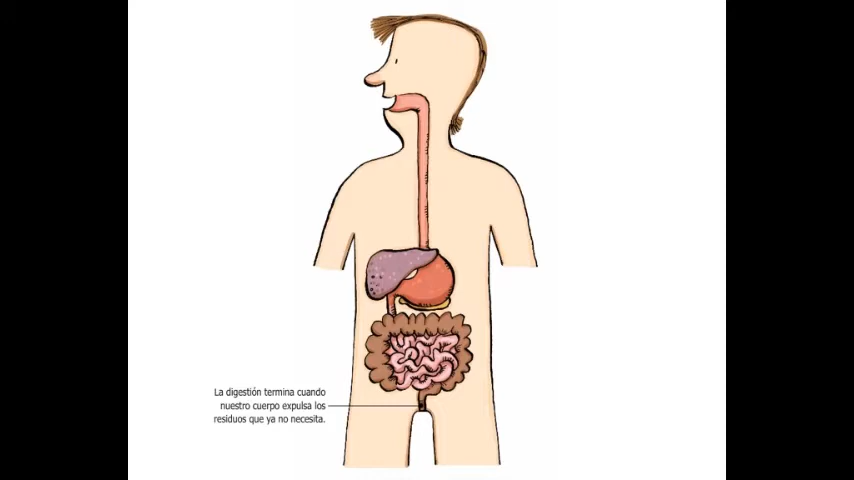 La digestión termina cuando
nuestro cuerpo expulsa los
residuos que ya no necesita.